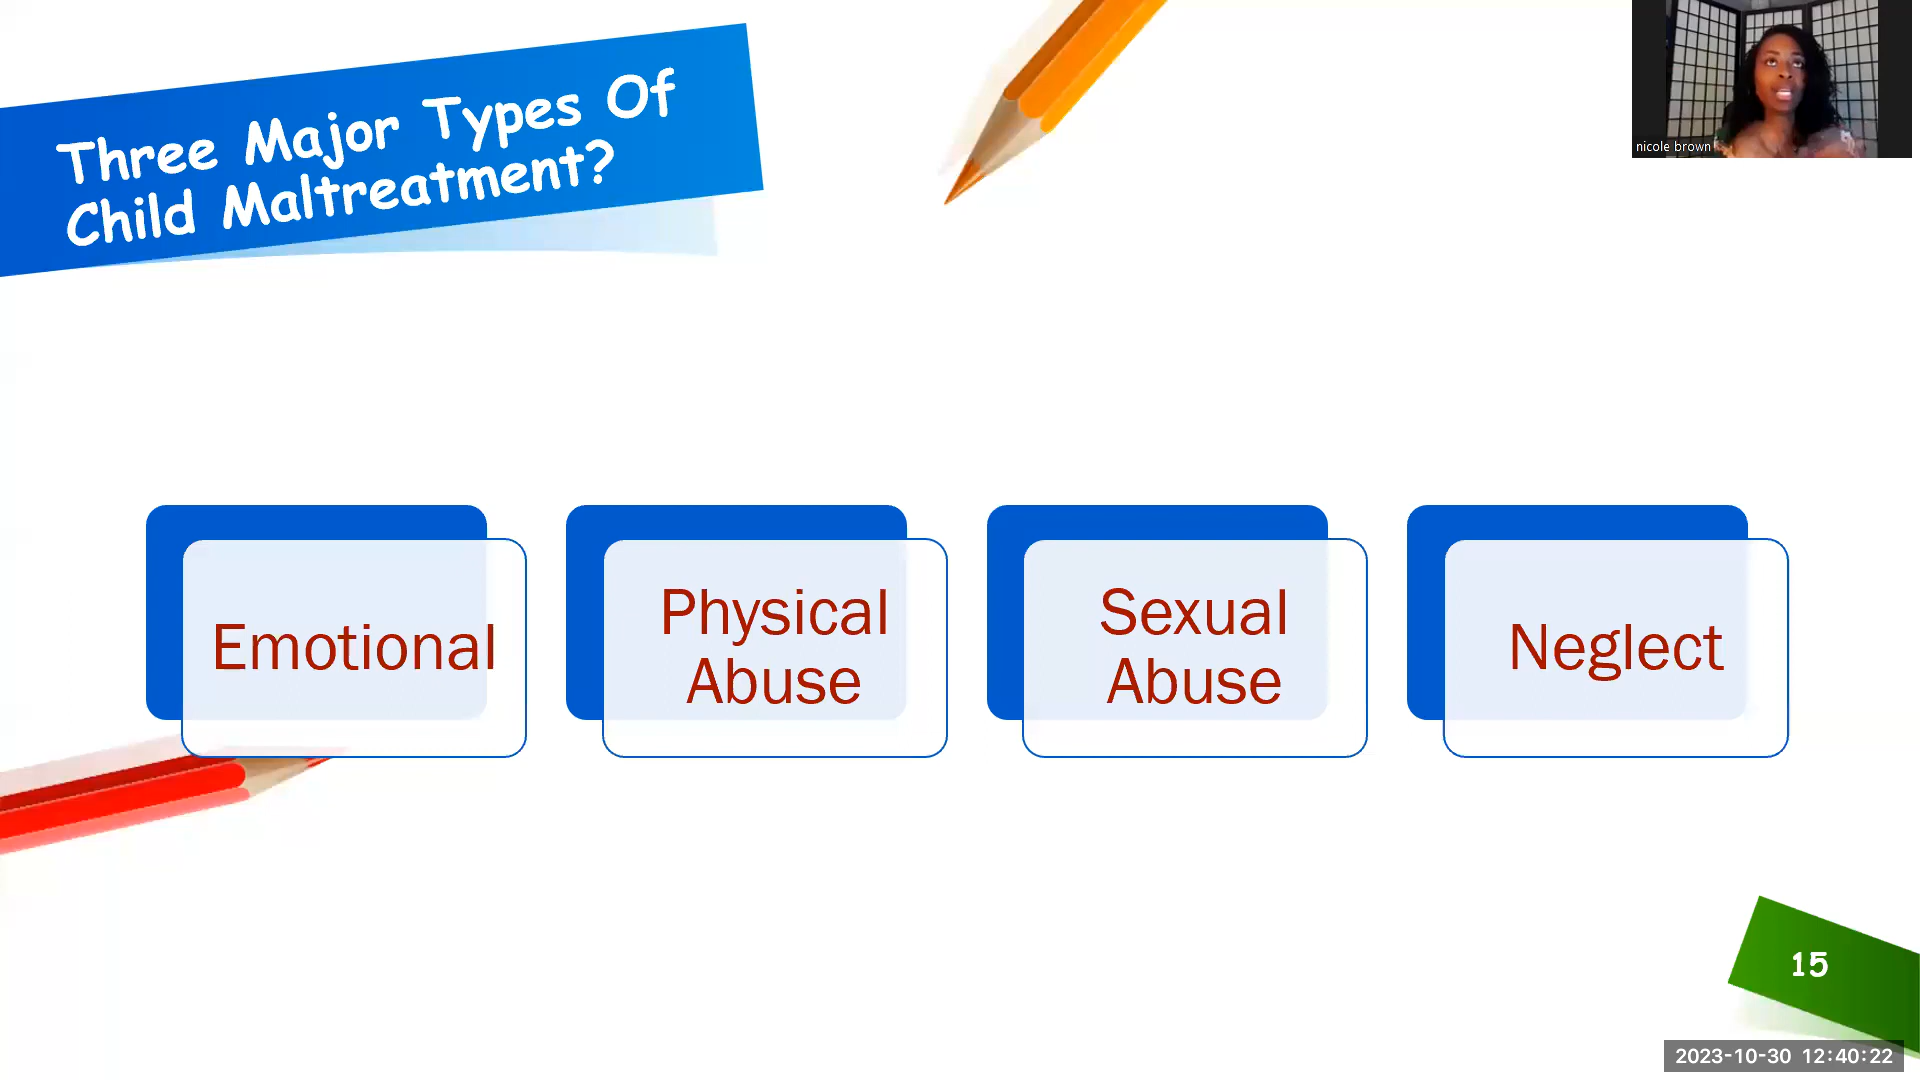 Three Major Types Of
Child Maltreatment?
nicole brown
Emotional
Physical
Abuse
Sexual
Abuse
Neglect
15
2023-10-30 12:40:22